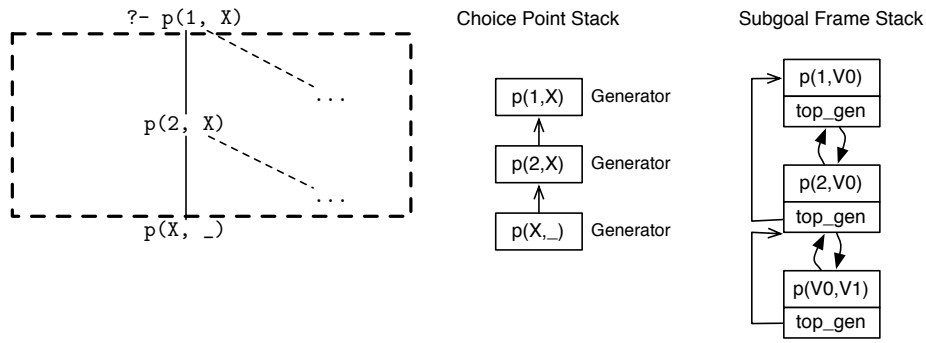 ?- p(1, X)
...
p(2, X)
...
p(X, _)
Choice Point Stack
p(1,X) Generator
p(2,X) Generator
p(X,_) Generator
Subgoal Frame Stack
p(1,V0)
top_gen
p(2,V0)
top_gen
p(V0,V1)
top_gen